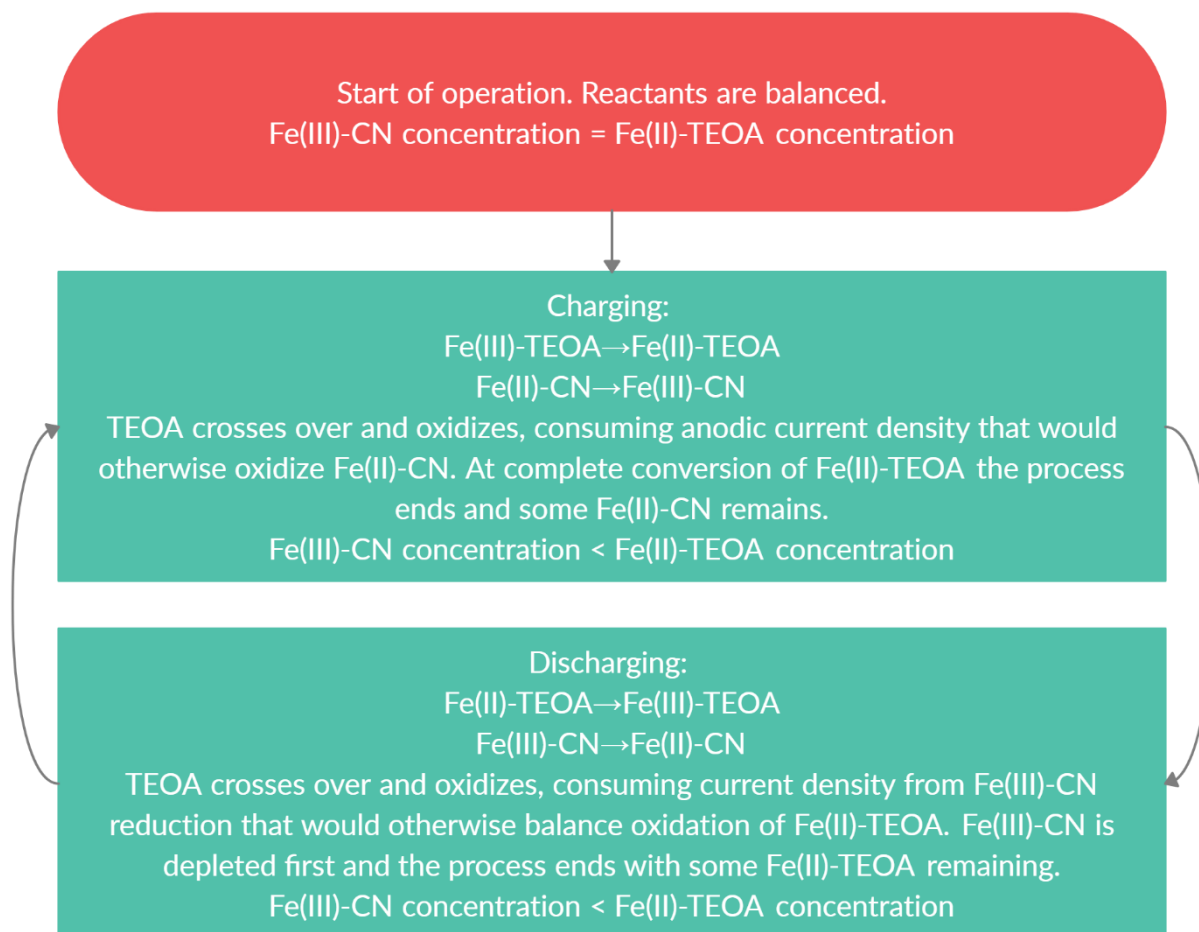 Start of operation. Reactants are balanced.
Fe(III)-CN concentration = Fe(II)-TEOA concentration
Charging:
Fe(III)-TEOA→Fe(II)-TEOA
Fe(II)-CN→Fe(III)-CN
TEOA crosses over and oxidizes, consuming anodic current density that would
otherwise oxidize Fe(II)-CN. At complete conversion of Fe(II)-TEOA the process
ends and some Fe(II)-CN remains.
Fe(III)-CN concentration < Fe(II)-TEOA concentration
Discharging:
Fe(II)-TEOA→Fe(III)-TEOA
Fe(III)-CN→Fe(II)-CN
TEOA crosses over and oxidizes, consuming current density from Fe(III)-CN
reduction that would otherwise balance oxidation of Fe(II)-TEOA. Fe(III)-CN is
depleted first and the process ends with some Fe(II)-TEOA remaining.
Fe(III)-CN concentration < Fe(II)-TEOA concentration